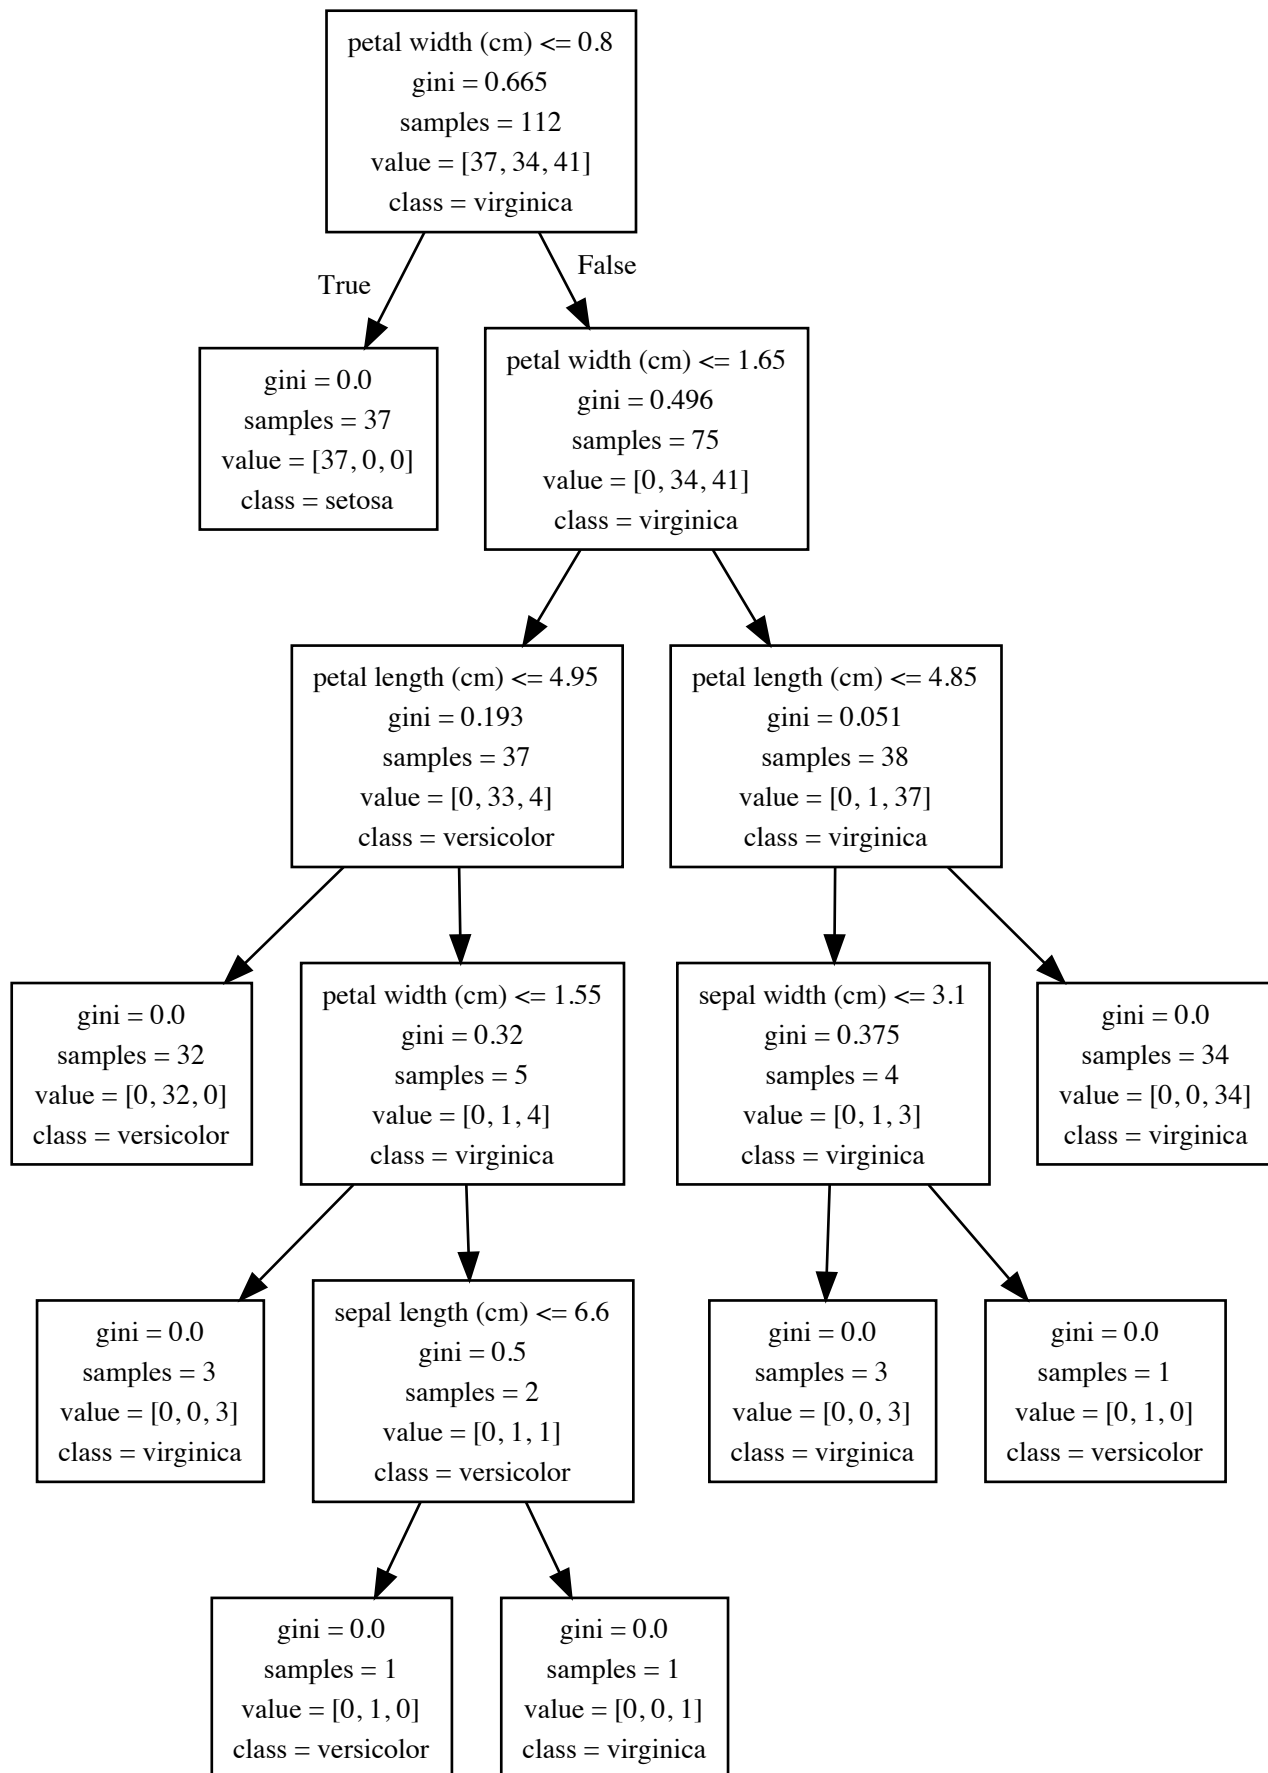 petal width (cm) <= 0.8
gini = 0.665
samples = 112
value = [37, 34, 41]
class = virginica
True
False
gini = 0.0
samples = 37
value = [37, 0, 0]
class = setosa
petal width (cm) <= 1.65
gini = 0.496
samples = 75
value = [0, 34, 41]
class = virginica
petal length (cm) <= 4.95
gini = 0.193
samples = 37
value = [0, 33, 4]
class = versicolor
petal length (cm) <= 4.85
gini = 0.051
samples = 38
value = [0, 1, 37]
class = virginica
gini = 0.0
samples = 32
value = [0, 32, 0]
class = versicolor
petal width (cm) <= 1.55
gini = 0.32
samples = 5
value = [0, 1, 4]
class = virginica
sepal width (cm) <= 3.1
gini = 0.375
samples = 4
value = [0, 1, 3]
class = virginica
gini = 0.0
samples = 34
value = [0, 0, 34]
class = virginica
gini = 0.0
samples = 3
value = [0, 0, 3]
class = virginica
sepal length (cm) <= 6.6
gini = 0.5
samples = 2
value = [0, 1, 1]
class = versicolor
gini = 0.0
samples = 3
value = [0, 0, 3]
class = virginica
gini = 0.0
samples = 1
value = [0, 1, 0]
class = versicolor
gini = 0.0
samples = 1
value = [0, 1, 0]
class = versicolor
gini = 0.0
samples = 1
value = [0, 0, 1]
class = virginica